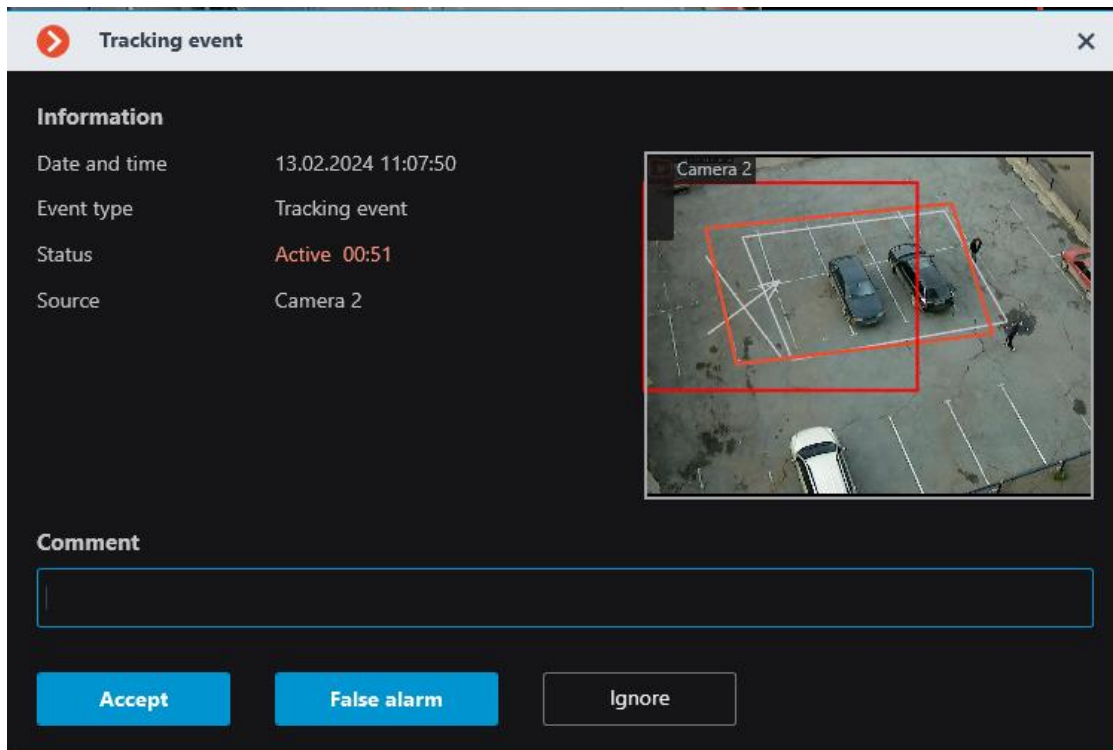 Tracking event
Information
Date and time 13.02.2024 11:07:50
Event type Tracking event
Status Active 00:51
Source Camera 2
Camera 2
Comment
Accept False alarm Ignore